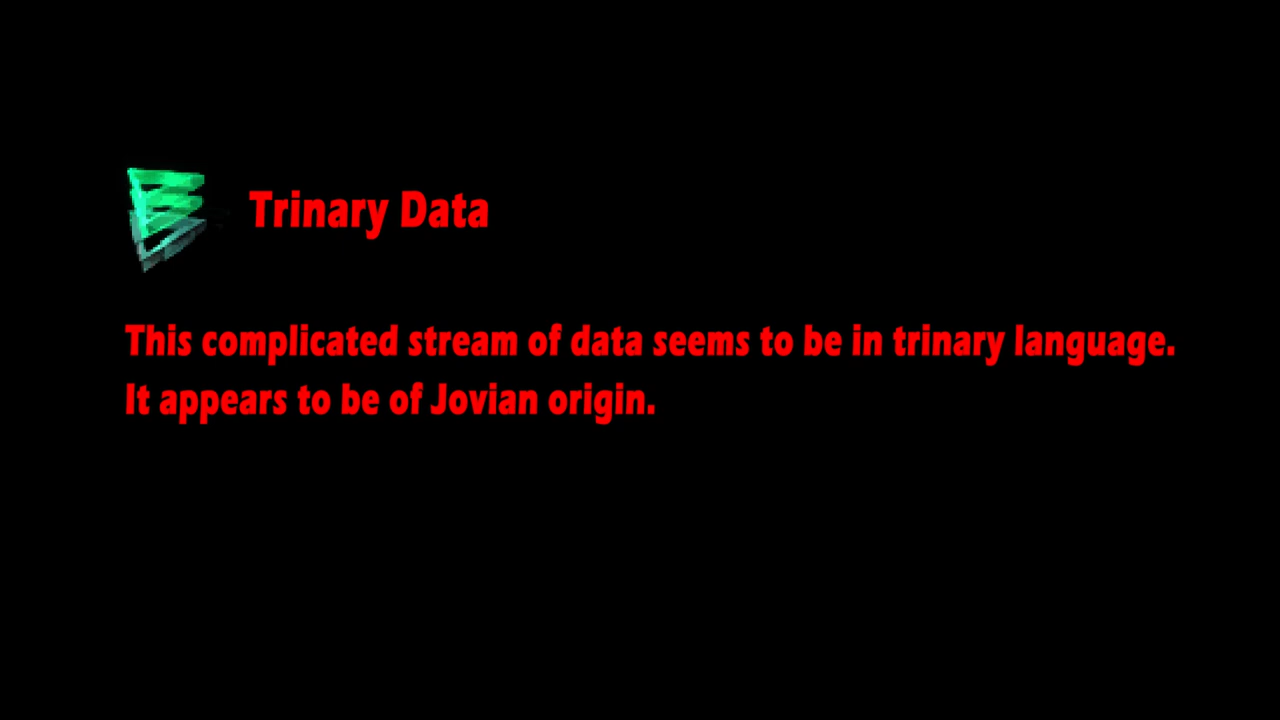 Trinary Data
This complicated stream of data seems to be in trinary language.
It appears to be of Jovian origin.